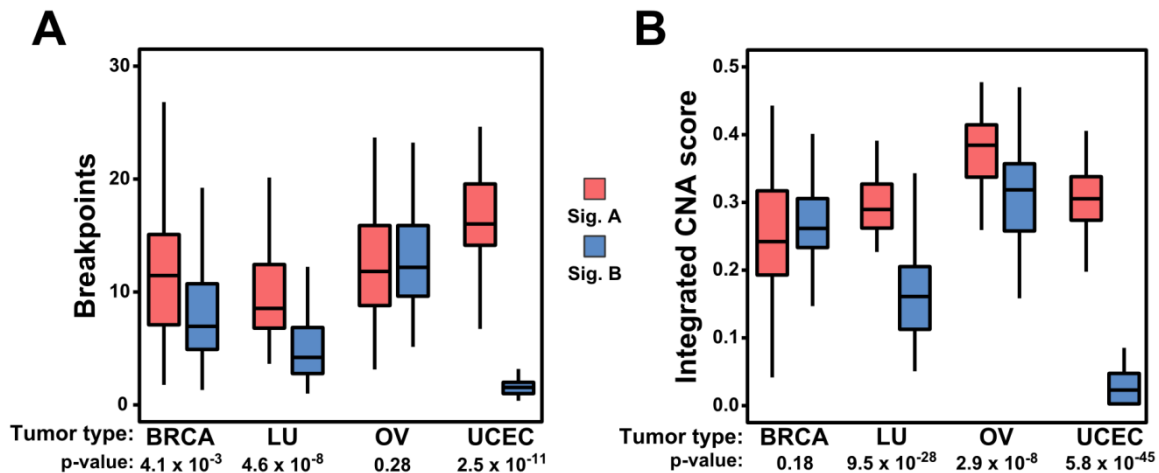 A
Breakpoints
30
20
10
0
Tumor type: BRCA LU OV UCEC
p-value: 4.1 x 10⁻³ 4.6 x 10⁻⁸ 0.28 2.5 x 10⁻¹¹
Sig. A
Sig. B
B
Integrated CNA score
0.5
0.4
0.3
0.2
0.1
0.0
Tumor type: BRCA LU OV UCEC
p-value: 0.18 9.5 x 10⁻²⁸ 2.9 x 10⁻⁸ 5.8 x 10⁻⁴⁵